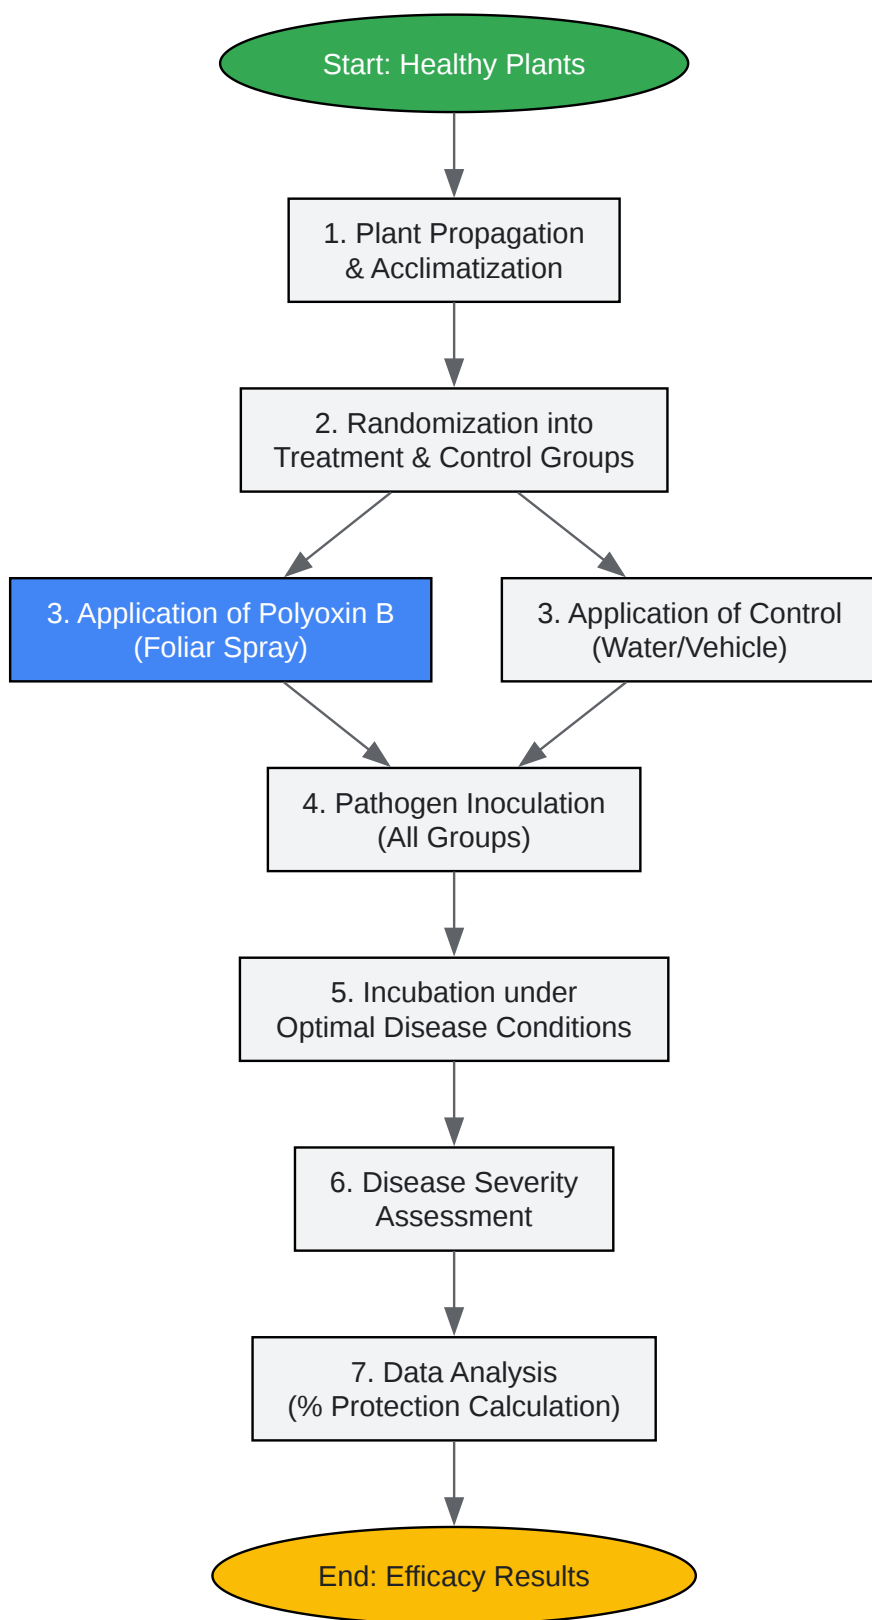 Start: Healthy Plants
1. Plant Propagation
& Acclimatization
2. Randomization into
Treatment & Control Groups
3. Application of Polyoxin B
(Foliar Spray)
3. Application of Control
(Water/Vehicle)
4. Pathogen Inoculation
(All Groups)
5. Incubation under
Optimal Disease Conditions
6. Disease Severity
Assessment
7. Data Analysis
(% Protection Calculation)
End: Efficacy Results